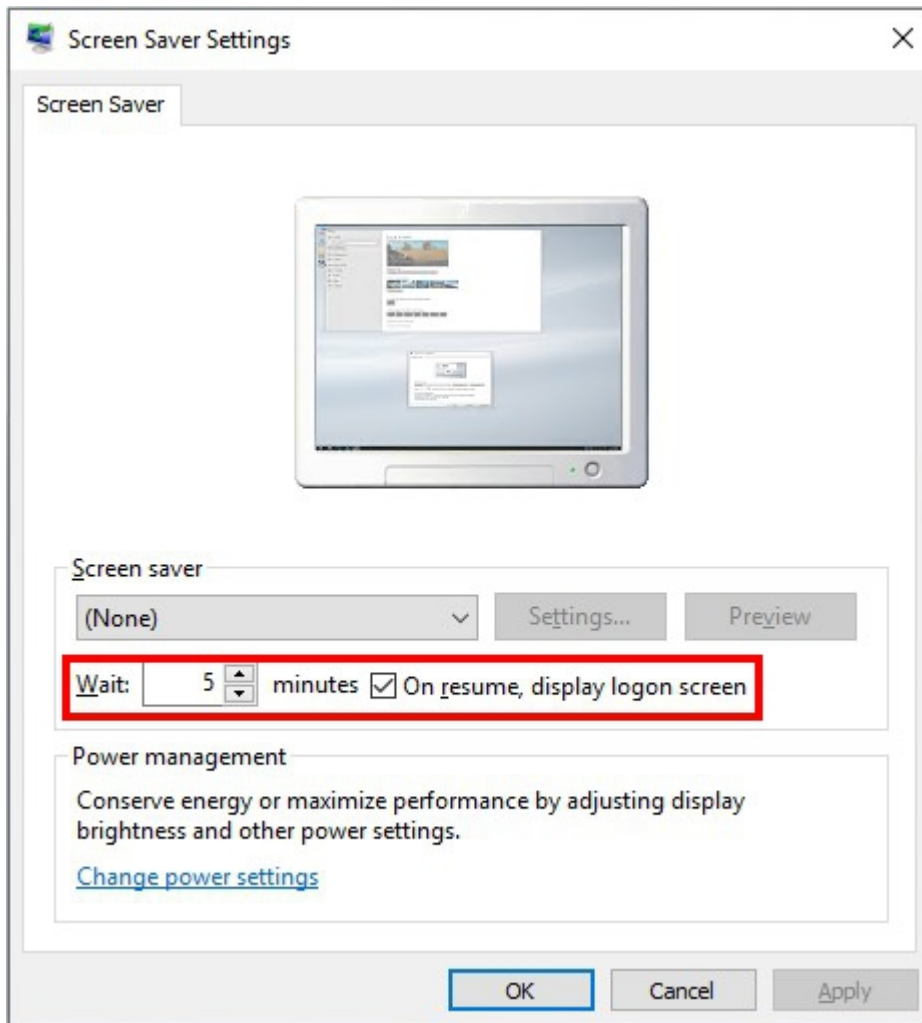 Screen Saver Settings
Screen Saver
Screen saver
(None)
Settings...
Preview
Wait: 5 minutes On resume, display logon screen
Power management
Conserve energy or maximize performance by adjusting display
brightness and other power settings.
Change power settings
OK
Cancel
Apply